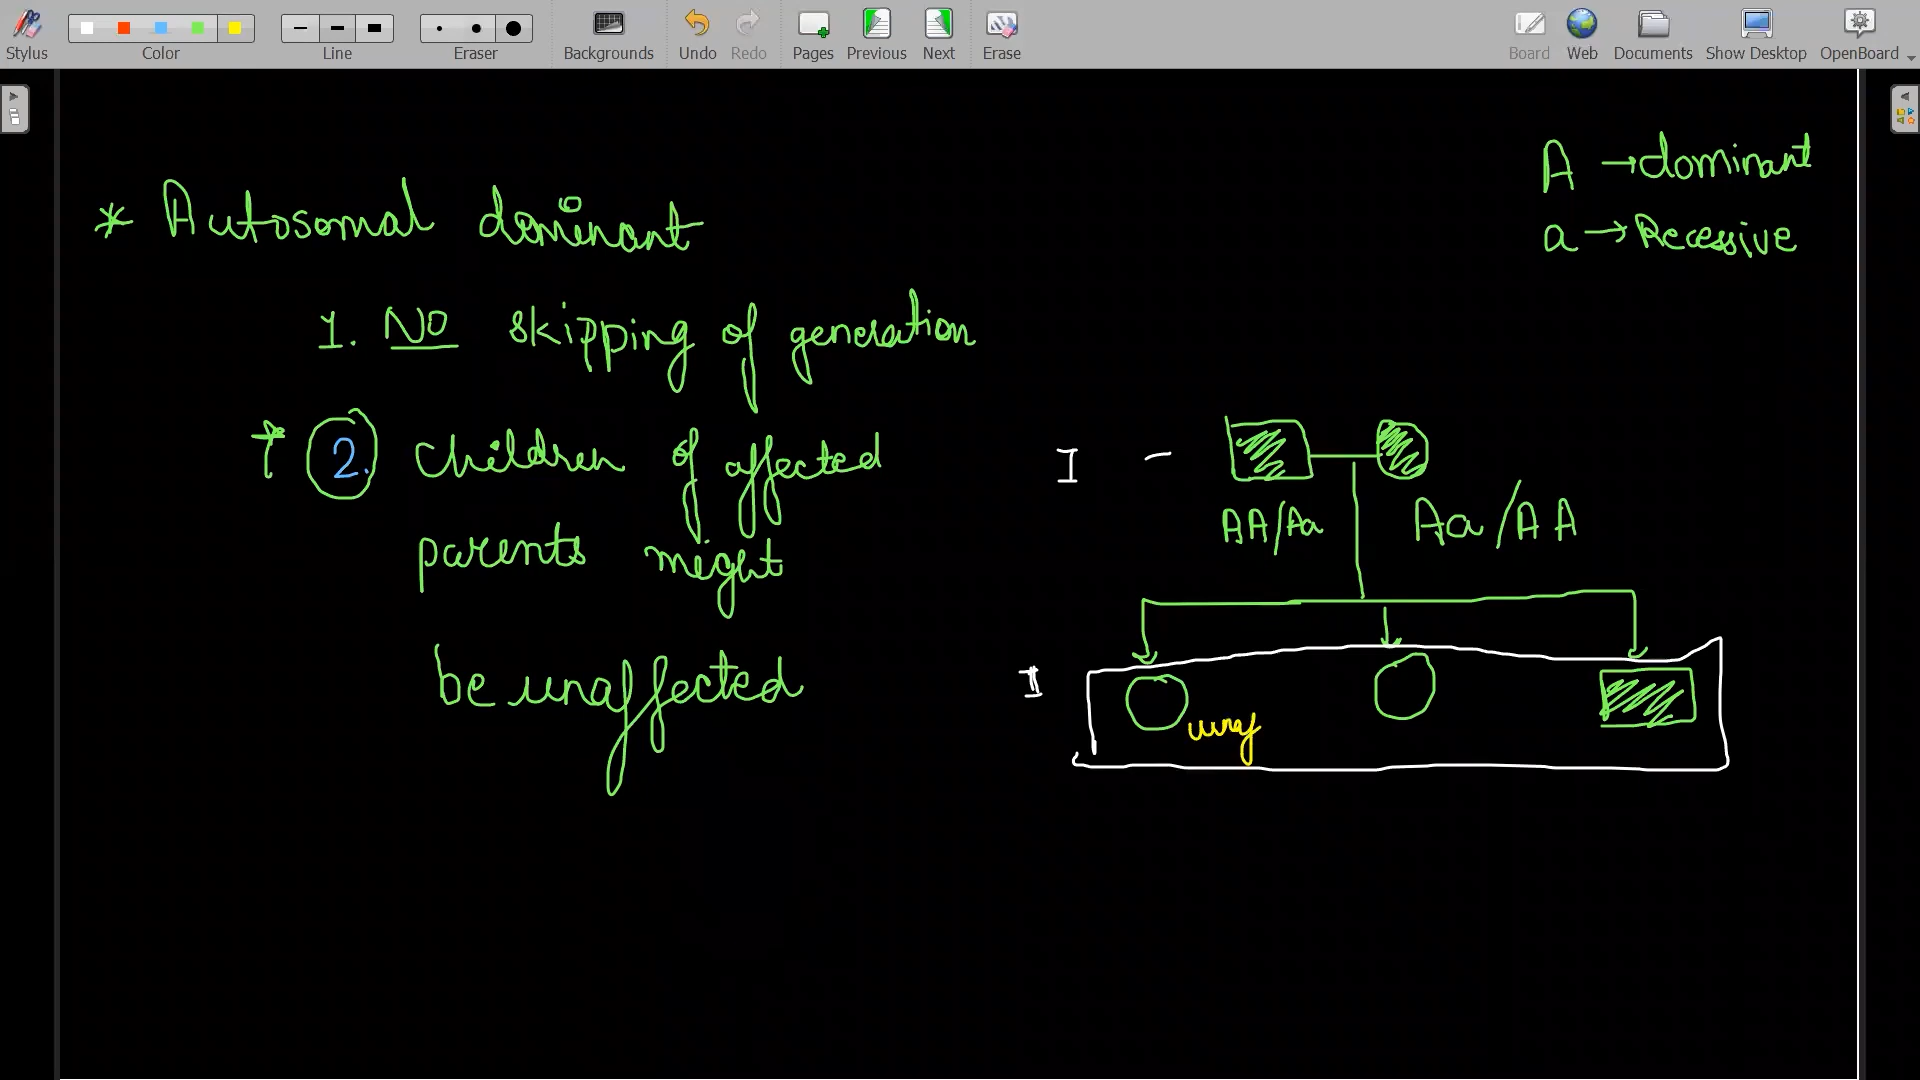 Stylus Color Line Eraser Backgrounds Undo Redo Pages Previous Next Erase Board Web Documents Show Desktop OpenBoard
A → dominant
a → Recessive
* Autosomal dominant
1. NO skipping of generation
* 2. Children of affected
parents might
be unaffected
I -
AA/Aa Aa/AA
I